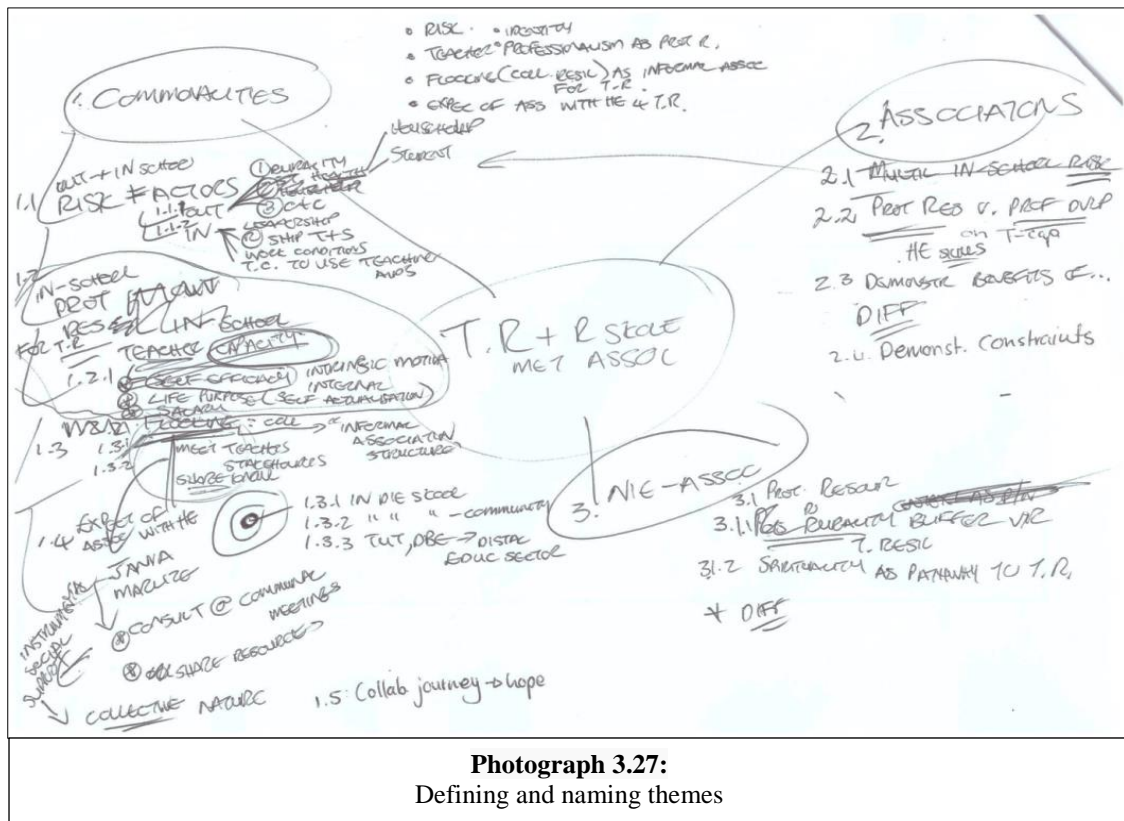 • RISK. • IDENTITY
• TEACHER PROFESSIONALISM AS PROT R.
• FLOCKING (COLL. RESIL) AS INFORMAL ASSOC
FOR T.R.
• EXPEC OF ASS WITH HE 4 T.R.
1. COMMONALITIES
OUT + IN SCHOOL
1.1 RISK FACTORS
1.1.1 OUT
1.1.2 IN
① RURALITY
HEALTH
③
LEADERSHIP
② SHIP T+S
WORK CONDITIONS
T.C. TO USE TEACHING
AIDS
HOUSEHOLD
STUDENT
1.2
IN-SCHOOL
PROT
RES IN-SCHOOL
FOR T.R
TEACHER CAPACITY
1.2.1
SELF EFFICACY INTRINSIC MOTIVA
INTERNAL
LIFE PURPOSE (SELF ACTUALISATION)
SALARY
1.3 FLOCKING = COLL → INFORMAL
ASSOCIATION
STRUCTURE
1.3.1
1.3.2
MEET TEACHERS
STAKEHOLDERS
SHARE KNOW
1.3.1 IN DIE SKOOL
1.3.2 " " " - COMMUNITY
1.3.3 TUT, DBE → DISTAL
EDUC SECTOR
1.4 EXPECT OF
ASSOC WITH HE
MARLIZE
CONSULT @ COMMUNAL
MEETINGS
SHARE RESOURCES
INSTRUMENTAL
SOCIAL
SUPPORT
COLLECTIVE NATURE
1.5: Collab journey → hope
T.R + R SKOLE
MET ASSOC
2. ASSOCIATIONS
2.1 MULTIL IN-SCHOOL RISK
2.2 PROT RES V. PROF DVLP
on T-cap
HE SKILLS
2.3 DEMONSTR BENEFITS OF...
DIFF
2.4. Demonst. Constraints
3. NIE-ASSOC
3.1 PROT. RESOUR
3.1.1 RURALITY BUFFER VIR
T. RESIL
3.1.2 SPIRITUALITY AS PATHWAY TO T.R.
* DIFF
Photograph 3.27:
Defining and naming themes